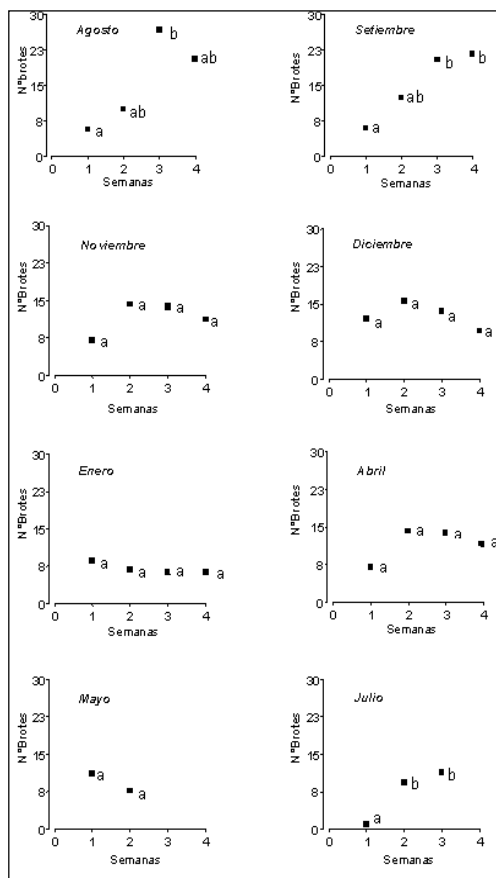 Agosto
N°brotes
30
23
15
8
0
a
ab
b
ab
0 1 2 3 4
Semanas
Setiembre
N°Brotes
30
23
15
8
0
a
ab
b
b
0 1 2 3 4
Semanas
Noviembre
N°Brotes
30
23
15
8
0
a
a
a
a
0 1 2 3 4
Semanas
Diciembre
N°Brotes
30
23
15
8
0
a
a
a
a
0 1 2 3 4
Semanas
Enero
N°Brotes
30
23
15
8
0
a
a
a
a
0 1 2 3 4
Semanas
Abril
N°Brotes
30
23
15
8
0
a
a
a
a
0 1 2 3 4
Semanas
Mayo
N°Brotes
30
23
15
8
0
a
a
0 1 2 3 4
Semanas
Julio
N°Brotes
30
23
15
8
0
a
b
b
0 1 2 3 4
Semanas